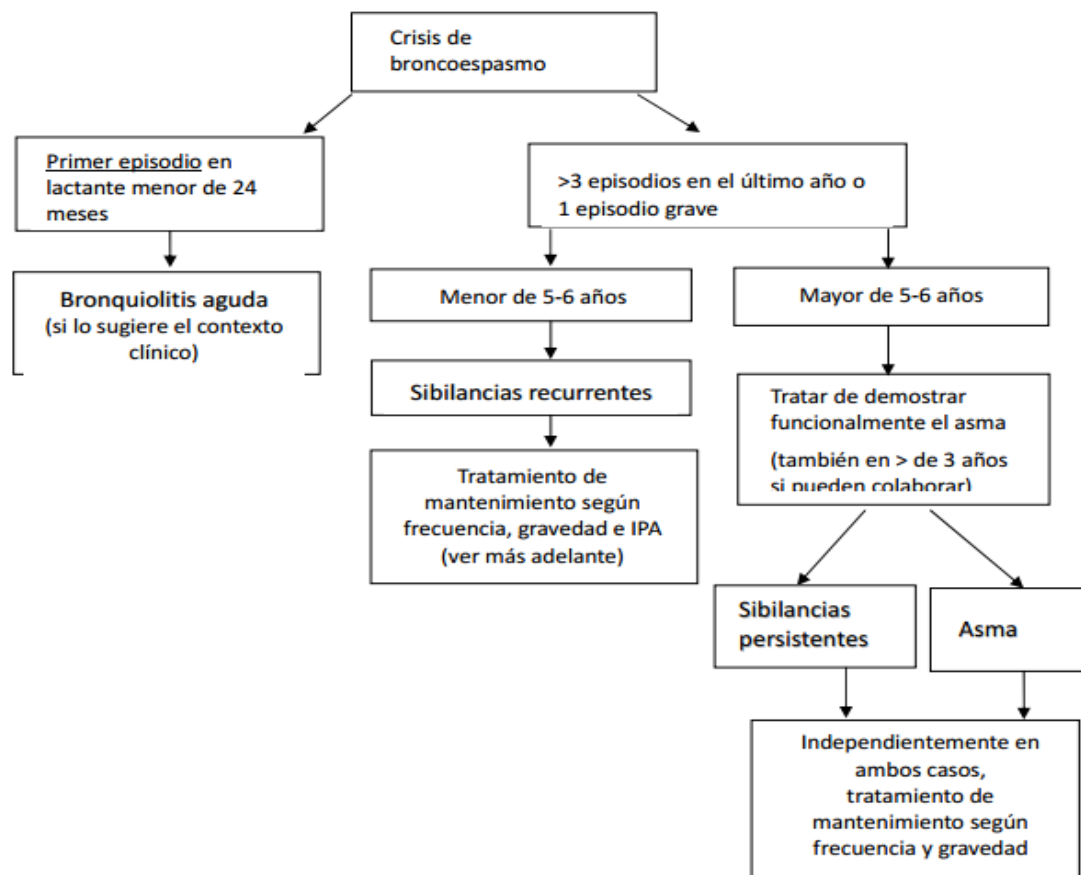 Crisis de
broncoespasmo
Primer episodio en
lactante menor de 24
meses
>3 episodios en el último año o
1 episodio grave
Bronquiolitis aguda
(si lo sugiere el contexto
clínico)
Menor de 5-6 años
Mayor de 5-6 años
Sibilancias recurrentes
Tratar de demostrar
funcionalmente el asma
(también en > de 3 años
si pueden colaborar)
Tratamiento de
mantenimiento según
frecuencia, gravedad e IPA
(ver más adelante)
Sibilancias
persistentes
Asma
Independientemente en
ambos casos,
tratamiento de
mantenimiento según
frecuencia y gravedad